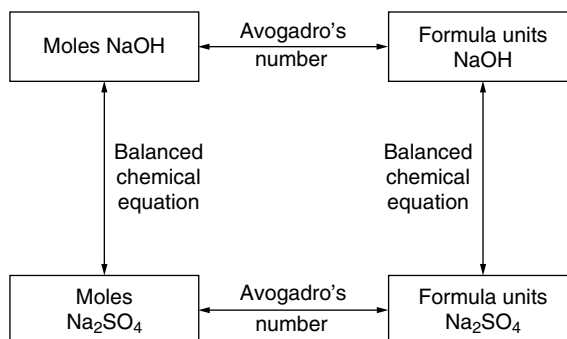 Moles NaOH
Avogadro's
number
Formula units
NaOH
Balanced
chemical
equation
Balanced
chemical
equation
Moles
Na₂SO₄
Avogadro's
number
Formula units
Na₂SO₄